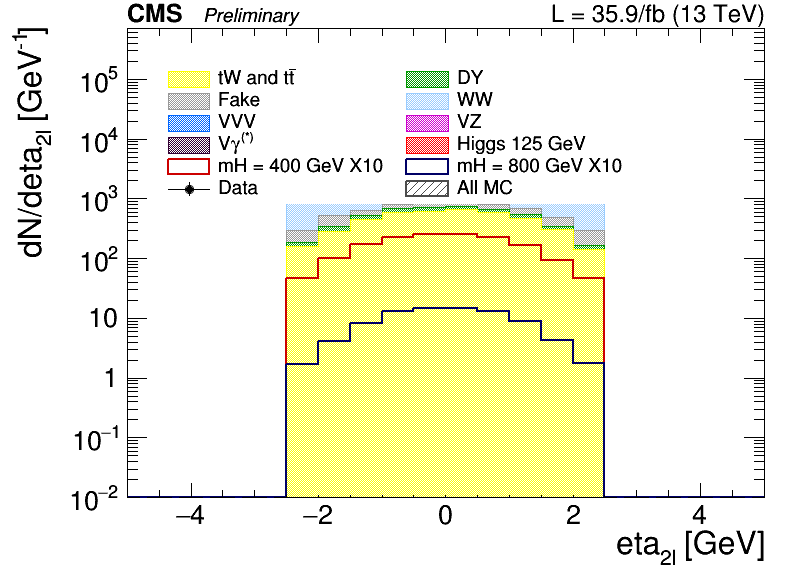 CMS Preliminary L = 35.9/fb (13 TeV)
dN/deta2l [GeV-1]
tW and tt̄ DY
Fake WW
VVV VZ
Vγ(*) Higgs 125 GeV
mH = 400 GeV X10 mH = 800 GeV X10
Data All MC
10^5
10^4
10^3
10^2
10
1
10^−1
10^−2
−4 −2 0 2 4
eta2l [GeV]